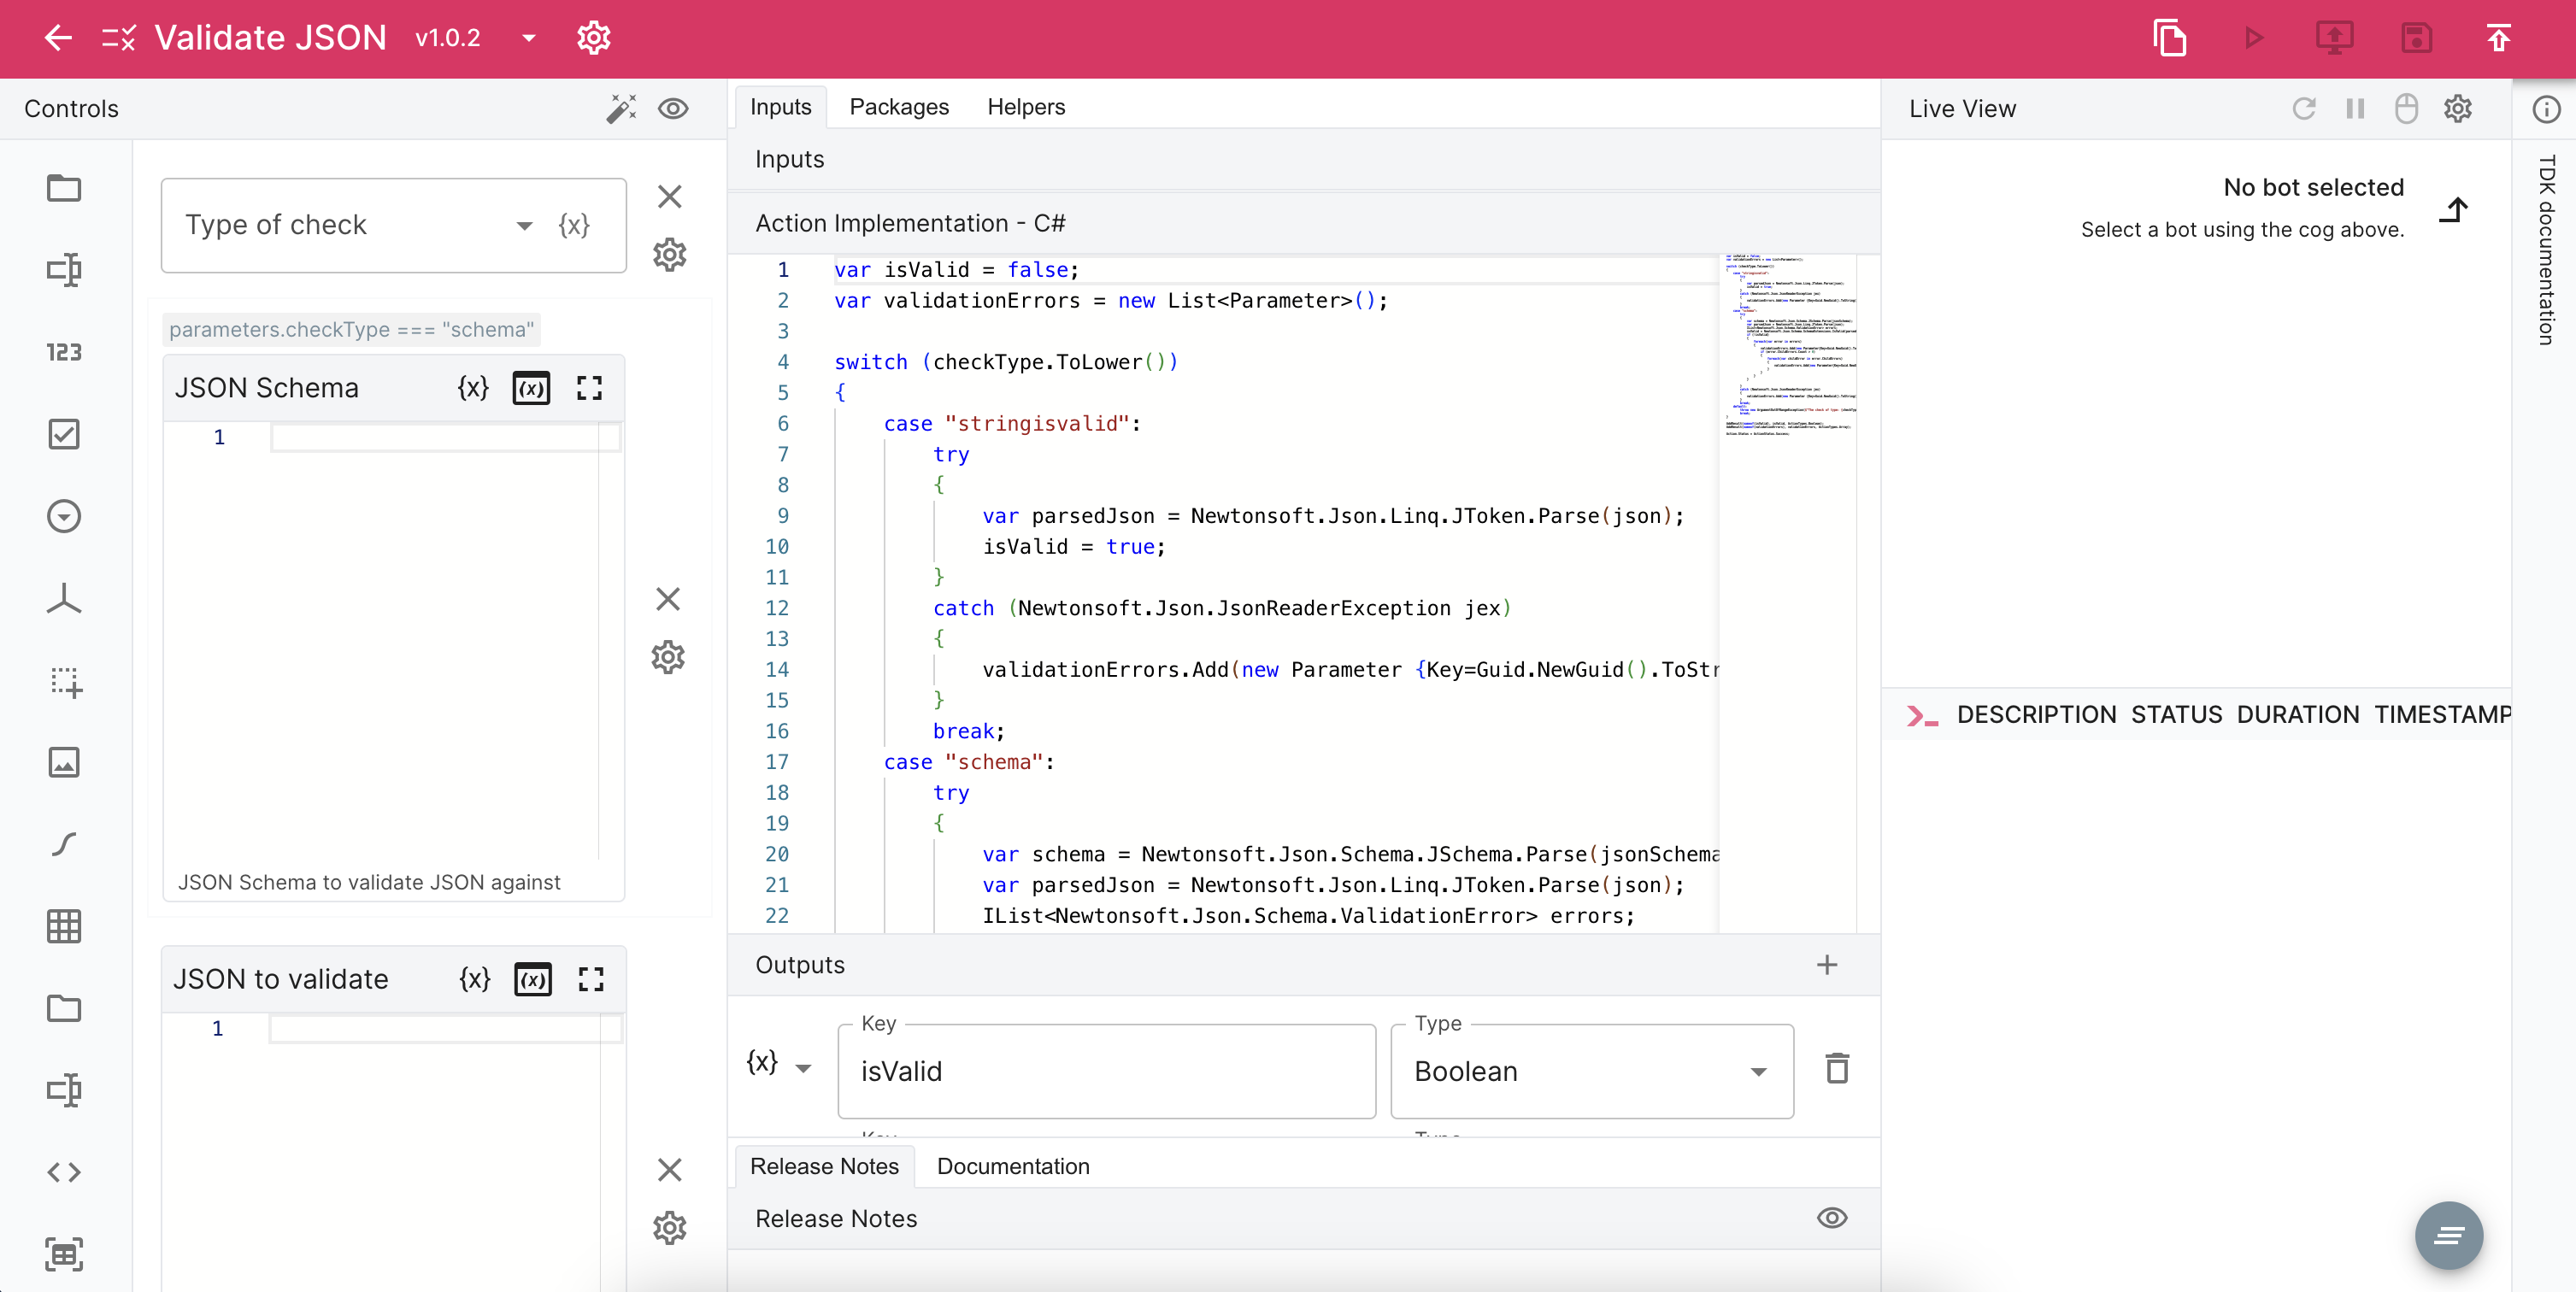 Validate JSON v1.0.2
Controls
Type of check {x}
parameters.checkType === "schema"
JSON Schema {x} (x)
1
JSON Schema to validate JSON against
JSON to validate {x} (x)
1
123
Inputs Packages Helpers
Inputs
Action Implementation - C#
1 var isValid = false;
2 var validationErrors = new List<Parameter>();
3
4 switch (checkType.ToLower())
5 {
6 case "stringisvalid":
7 try
8 {
9 var parsedJson = Newtonsoft.Json.Linq.JToken.Parse(json);
10 isValid = true;
11 }
12 catch (Newtonsoft.Json.JsonReaderException jex)
13 {
14 validationErrors.Add(new Parameter {Key=Guid.NewGuid().ToStr
15 }
16 break;
17 case "schema":
18 try
19 {
20 var schema = Newtonsoft.Json.Schema.JSchema.Parse(jsonSchema
21 var parsedJson = Newtonsoft.Json.Linq.JToken.Parse(json);
22 IList<Newtonsoft.Json.Schema.ValidationError> errors;
Outputs
{x}
Key
isValid
Type
Boolean
Release Notes Documentation
Release Notes
Live View
No bot selected
Select a bot using the cog above.
DESCRIPTION STATUS DURATION TIMESTAMP
TDK documentation